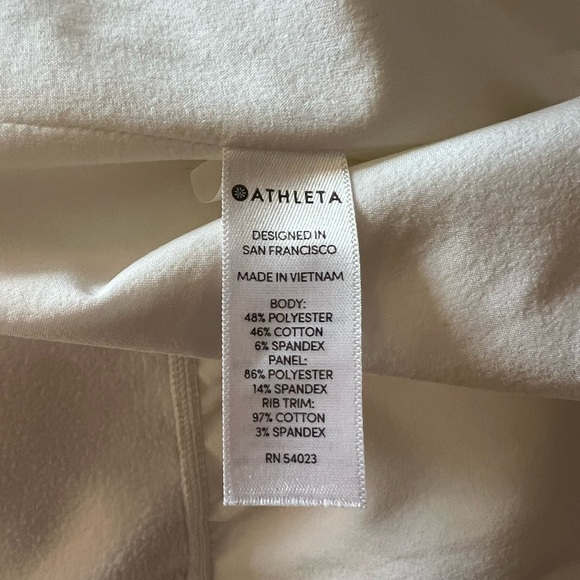 ATHLETA
DESIGNED IN
SAN FRANCISCO
MADE IN VIETNAM
BODY:
48% POLYESTER
46% COTTON
6% SPANDEX
PANEL:
86% POLYESTER
14% SPANDEX
RIB TRIM:
97% COTTON
3% SPANDEX
RN 54023